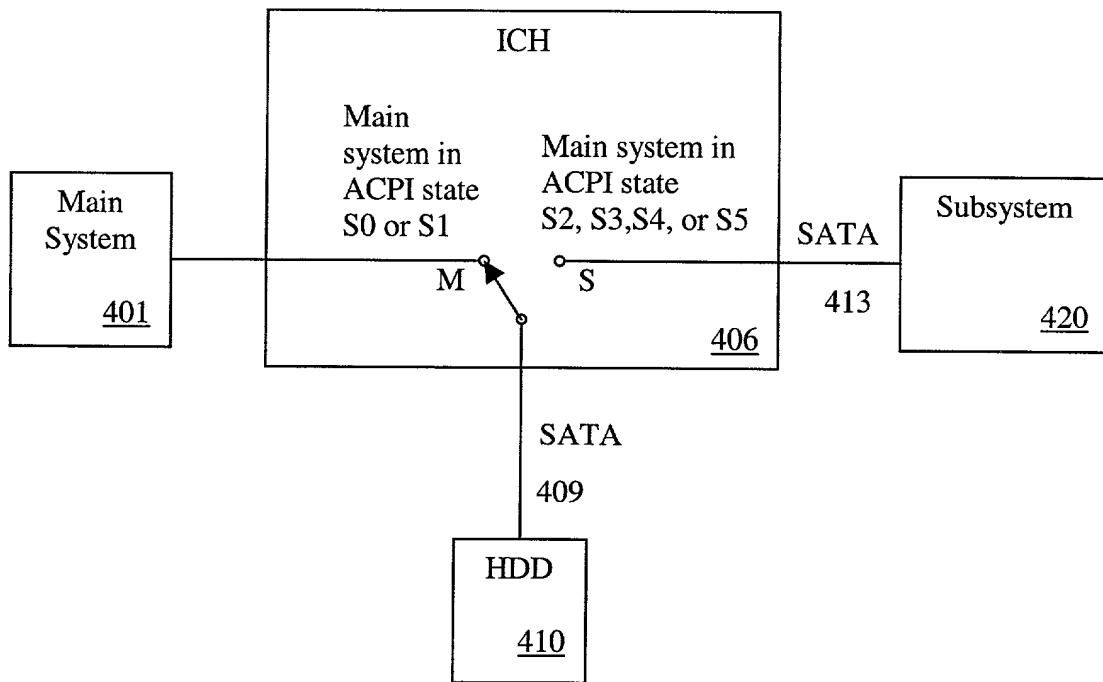 ICH
Main
system in
ACPI state
S0 or S1
Main system in
ACPI state
S2, S3,S4, or S5
Main
System
401
M
S
406
SATA
413
Subsystem
420
SATA
409
HDD
410